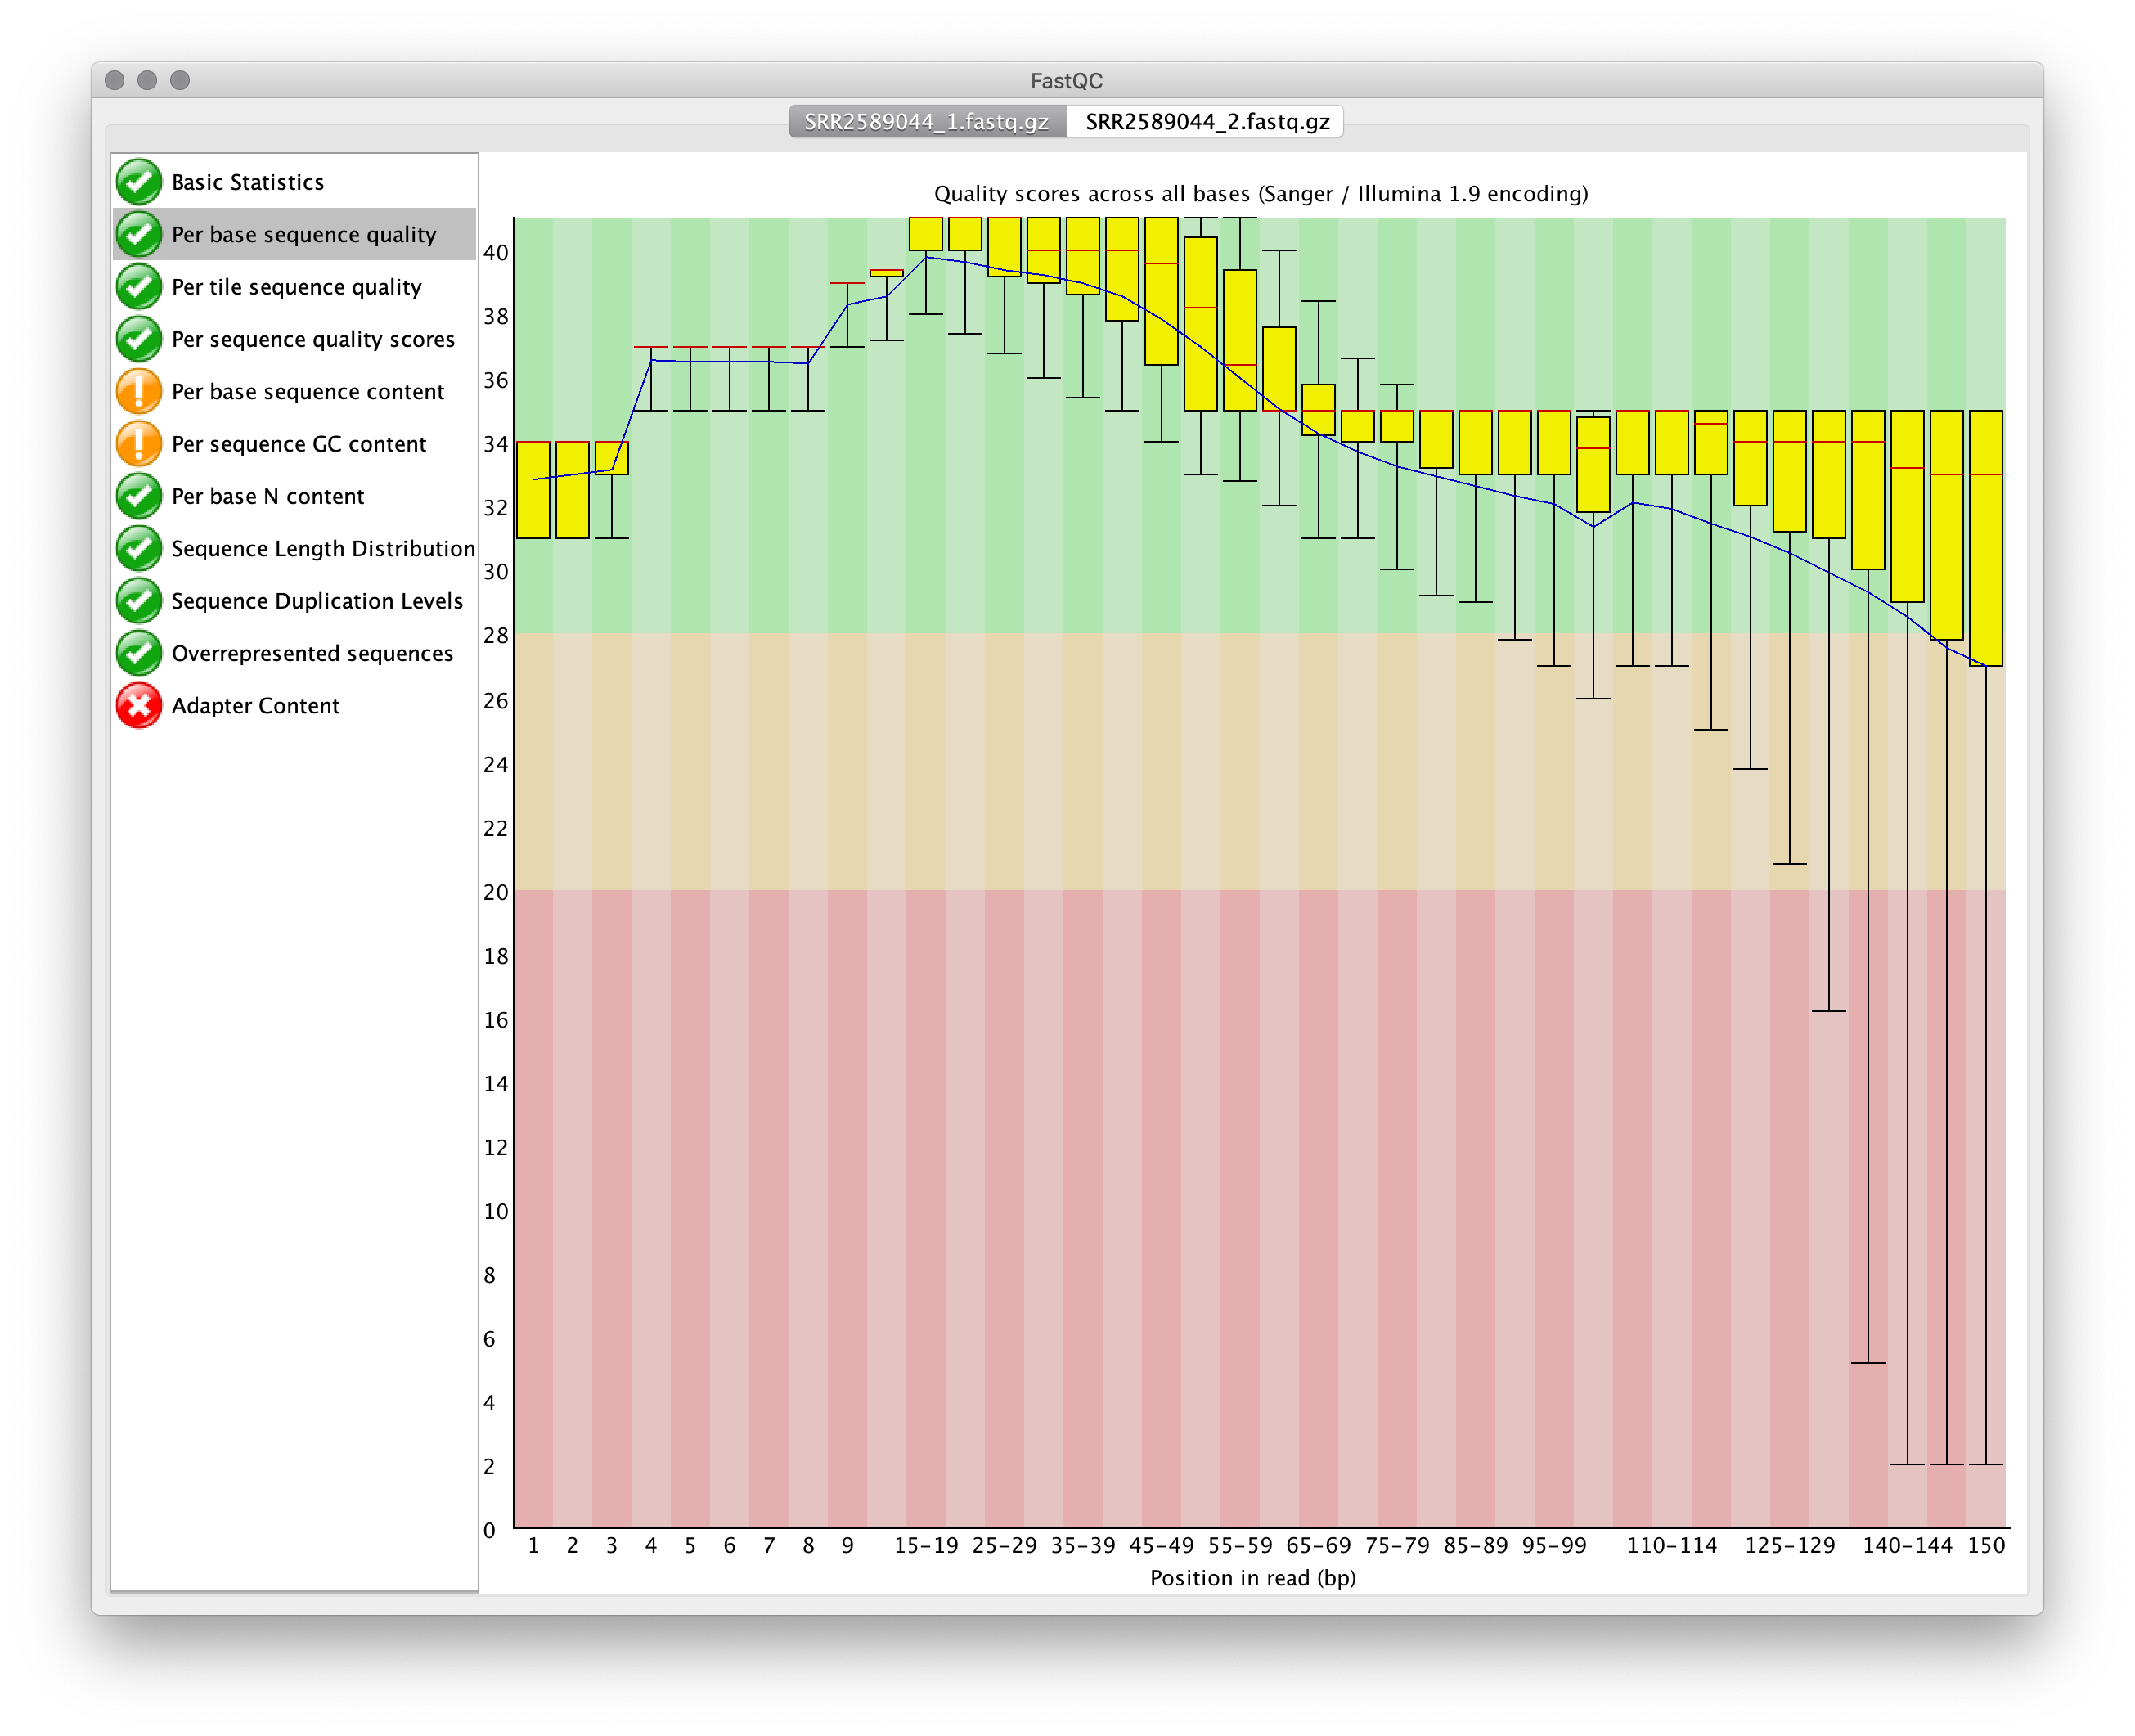 FastQC
SRR2589044_1.fastq.gz SRR2589044_2.fastq.gz
Basic Statistics
Per base sequence quality
Per tile sequence quality
Per sequence quality scores
Per base sequence content
Per sequence GC content
Per base N content
Sequence Length Distribution
Sequence Duplication Levels
Overrepresented sequences
Adapter Content
Quality scores across all bases (Sanger / Illumina 1.9 encoding)
40
38
36
34
32
30
28
26
24
22
20
18
16
14
12
10
8
6
4
2
0
1 2 3 4 5 6 7 8 9 15-19 25-29 35-39 45-49 55-59 65-69 75-79 85-89 95-99 110-114 125-129 140-144 150
Position in read (bp)